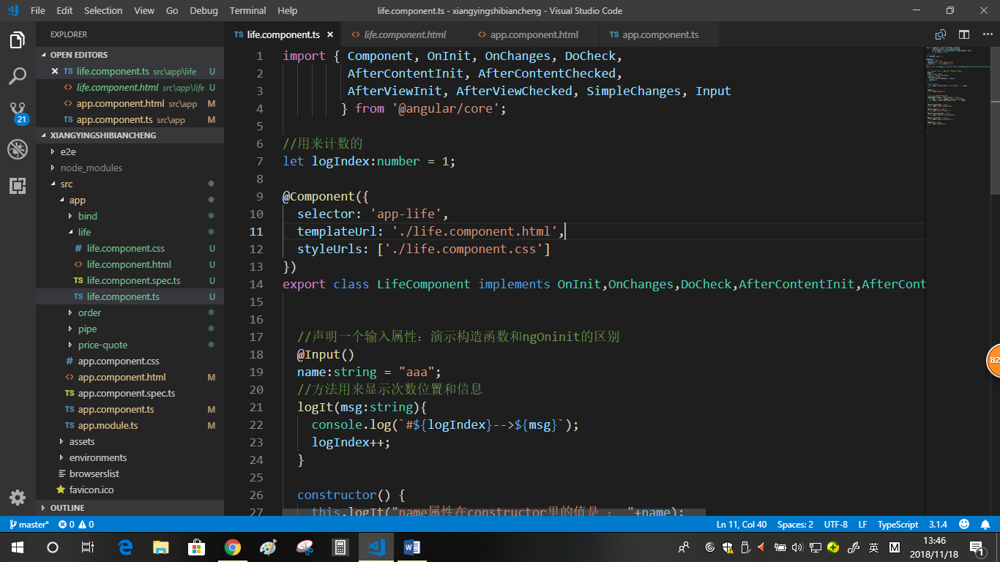 File Edit Selection View Go Debug Terminal Help
life.component.ts - xiangyingshibiancheng - Visual Studio Code
EXPLORER
OPEN EDITORS
TS life.component.ts src\app\life U
<> life.component.html src\app\life U
<> app.component.html src\app M
TS app.component.ts src\app M
XIANGYINGSHIBIANCHENG
e2e
node_modules
src
app
bind
life
# life.component.css U
<> life.component.html U
TS life.component.spec.ts U
TS life.component.ts U
order
pipe
price-quote
# app.component.css
<> app.component.html M
TS app.component.spec.ts
TS app.component.ts M
TS app.module.ts M
assets
environments
browserslist
favicon.ico
OUTLINE
21
TS life.component.ts
<> life.component.html
<> app.component.html
TS app.component.ts
1 import { Component, OnInit, OnChanges, DoCheck,
2 AfterContentInit, AfterContentChecked,
3 AfterViewInit, AfterViewChecked, SimpleChanges, Input
4 } from '@angular/core';
5
6 //用来计数的
7 let logIndex:number = 1;
8
9 @Component({
10 selector: 'app-life',
11 templateUrl: './life.component.html',
12 styleUrls: ['./life.component.css']
13 })
14 export class LifeComponent implements OnInit,OnChanges,DoCheck,AfterContentInit,AfterCont
15
16
17 //声明一个输入属性: 演示构造函数和ngOninit的区别
18 @Input()
19 name:string = "aaa";
20 //方法用来显示次数位置和信息
21 logIt(msg:string){
22 console.log(`#${logIndex}-->${msg}`);
23 logIndex++;
24 }
25
26 constructor() {
27 this.logIt("name属性在constructor里的值是 : "+name);
82
master* 0 0
Ln 11, Col 40 Spaces: 2 UTF-8 LF TypeScript 3.1.4
英 M
13:46
2018/11/18
1